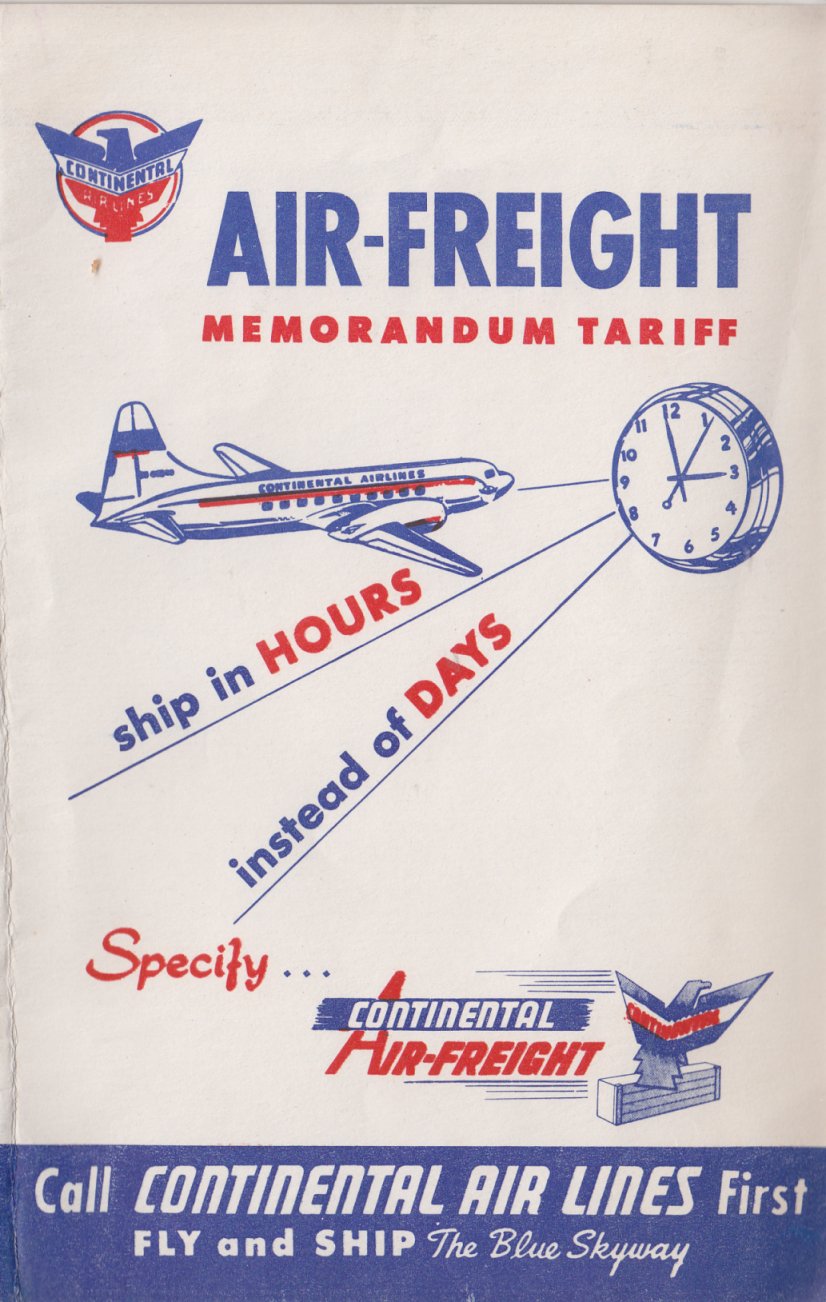 CONTINENTAL
AIR LINES
AIR-FREIGHT
MEMORANDUM TARIFF
CONTINENTAL AIRLINES
11 12 1
10 2
9 3
8 4
7 6 5
ship in HOURS
instead of DAYS
Specify...
CONTINENTAL
AIR-FREIGHT
CONTINENTAL
Call CONTINENTAL AIR LINES First
FLY and SHIP The Blue Skyway